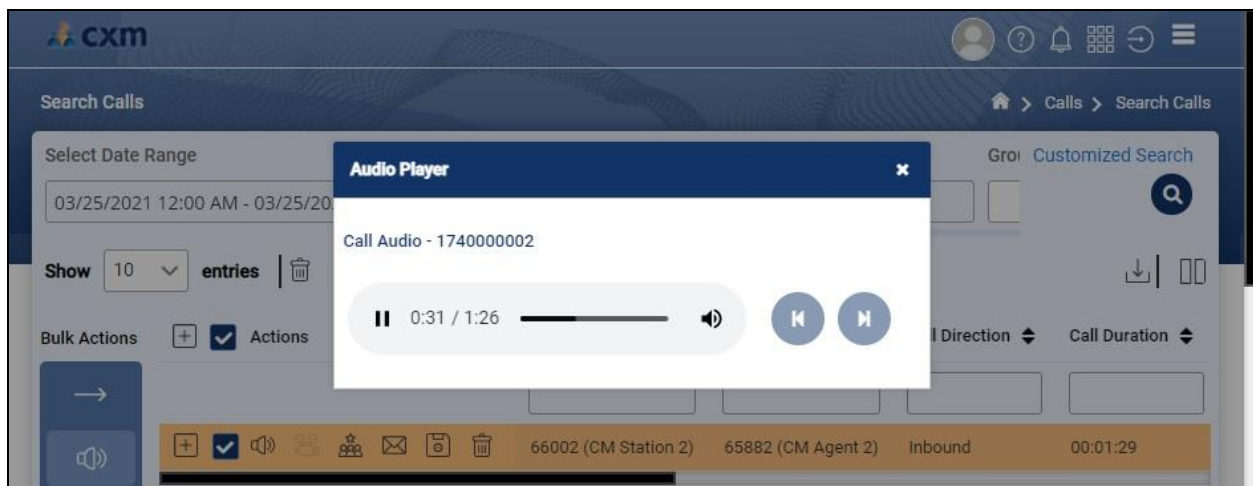 cxm
Search Calls
Calls > Search Calls
Select Date Range
Customized Search
03/25/2021 12:00 AM - 03/25/20
Audio Player
Call Audio - 1740000002
0:31 / 1:26
Show 10 entries
Bulk Actions
Actions
Direction
Call Duration
66002 (CM Station 2) 65882 (CM Agent 2) Inbound 00:01:29